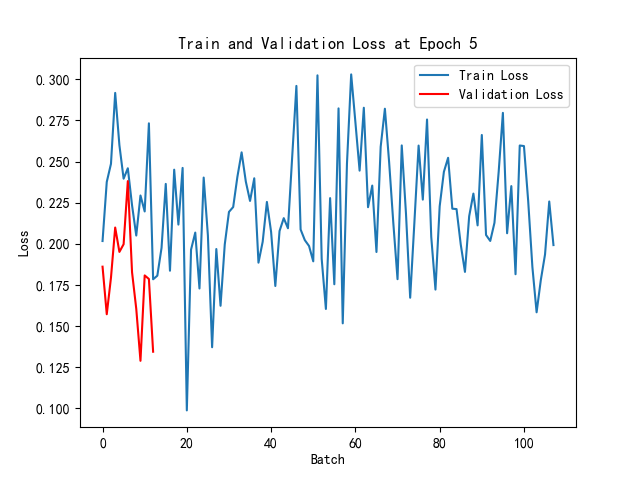 Train and Validation Loss at Epoch 5
Train Loss
Validation Loss
0.300
0.275
0.250
0.225
0.200
0.175
0.150
0.125
0.100
Loss
0 20 40 60 80 100
Batch